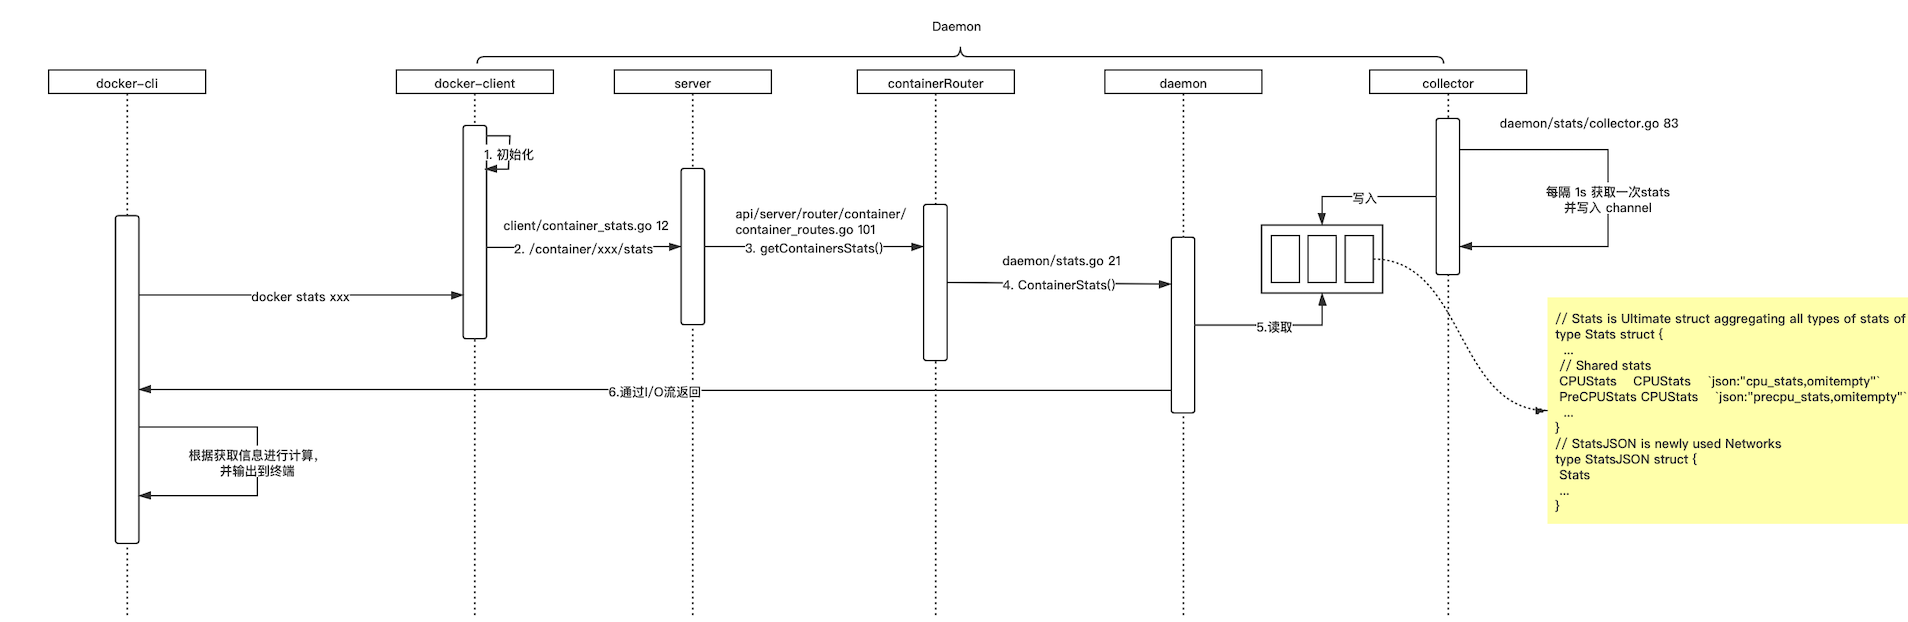 Daemon
docker-cli
docker-client
server
containerRouter
daemon
collector
daemon/stats/collector.go 83
1. 初始化
每隔 1s 获取一次stats
并写入 channel
写入
client/container_stats.go 12
2. /container/xxx/stats
api/server/router/container/
container_routes.go 101
3. getContainersStats()
daemon/stats.go 21
4. ContainerStats()
docker stats xxx
5.读取
6.通过I/O流返回
根据获取信息进行计算，
并输出到终端
// Stats is Ultimate struct aggregating all types of stats of
type Stats struct {
...
// Shared stats
CPUStats CPUStats `json:"cpu_stats,omitempty"`
PreCPUStats CPUStats `json:"precpu_stats,omitempty"`
...
}
// StatsJSON is newly used Networks
type StatsJSON struct {
Stats
...
}